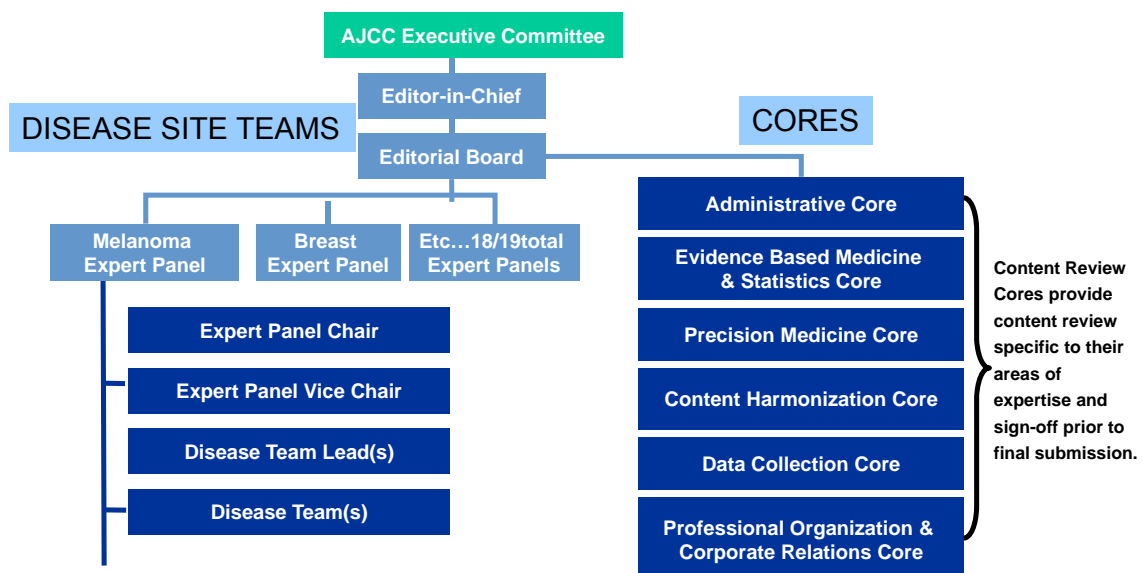 AJCC Executive Committee
Editor-in-Chief
DISEASE SITE TEAMS
CORES
Editorial Board
Melanoma
Expert Panel
Breast
Expert Panel
Etc...18/19total
Expert Panels
Expert Panel Chair
Expert Panel Vice Chair
Disease Team Lead(s)
Disease Team(s)
Administrative Core
Evidence Based Medicine
& Statistics Core
Precision Medicine Core
Content Harmonization Core
Data Collection Core
Professional Organization &
Corporate Relations Core
Content Review
Cores provide
content review
specific to their
areas of
expertise and
sign-off prior to
final submission.